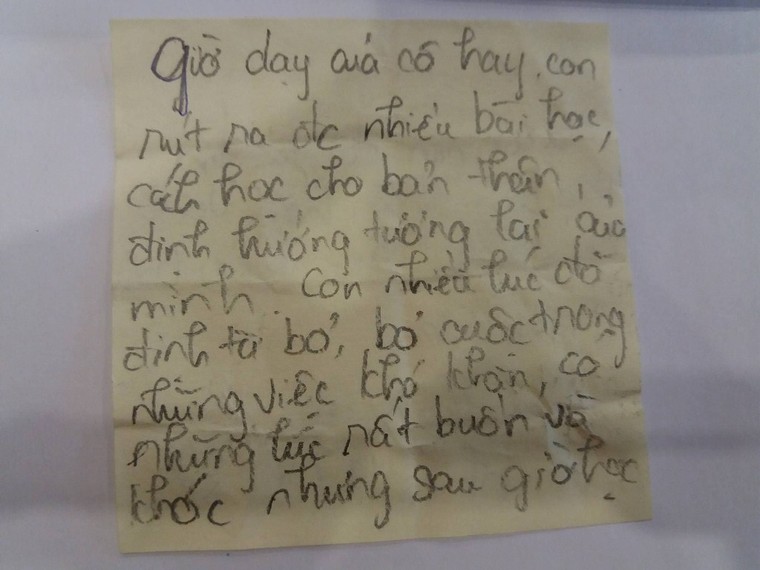 Giờ dạy của cô hay, con
rút ra đc nhiều bài học,
cách học cho bản thân,
định hướng tương lai của
mình. Con nhiều lúc đã
định từ bỏ, bỏ cuộc trong
những việc khó khăn, có
những lúc rất buồn và
khóc nhưng sau giờ học